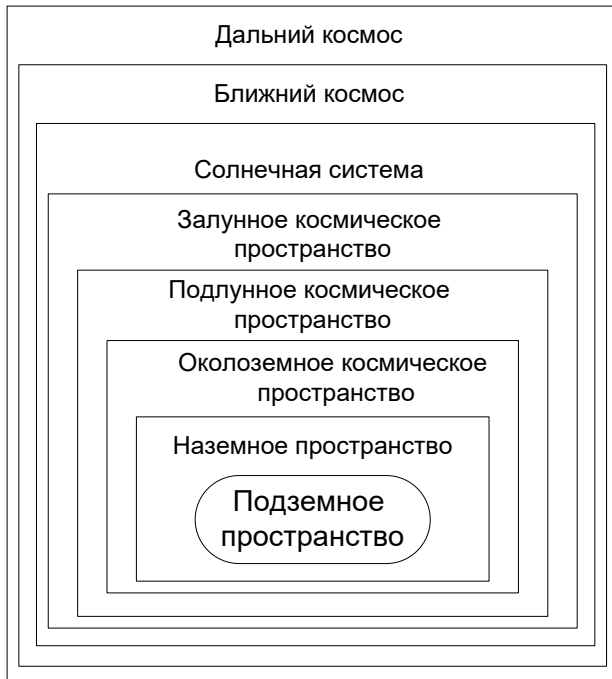 Дальний космос
Ближний космос
Солнечная система
Залунное космическое
пространство
Подлунное космическое
пространство
Околоземное космическое
пространство
Наземное пространство
Подземное
пространство